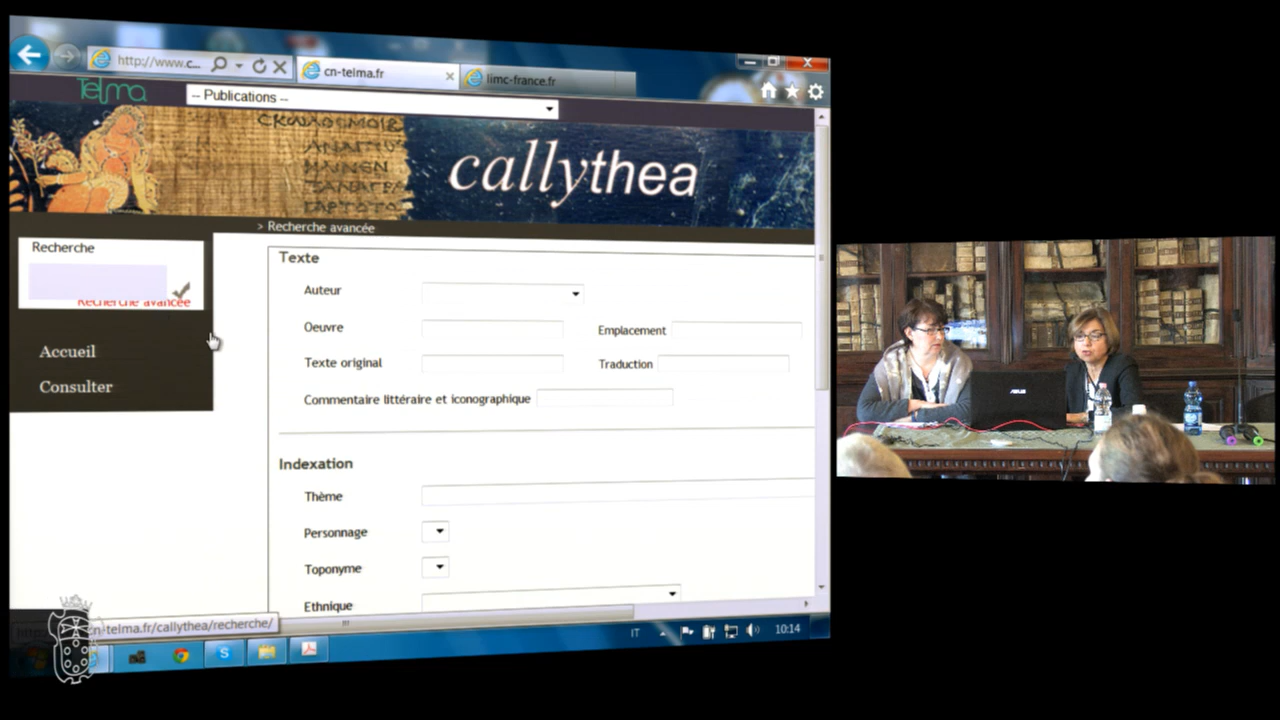 http://www.c...
cn-telma.fr
limc-france.fr
Telma
-- Publications --
callythea
> Recherche avancée
Recherche
Recherche avancée
Accueil
Consulter
Texte
Auteur
Oeuvre
Emplacement
Texte original
Traduction
Commentaire littéraire et iconographique
Indexation
Thème
Personnage
Toponyme
Ethnique
cn-telma.fr/callythea/recherche/
IT
10:14
ASUS